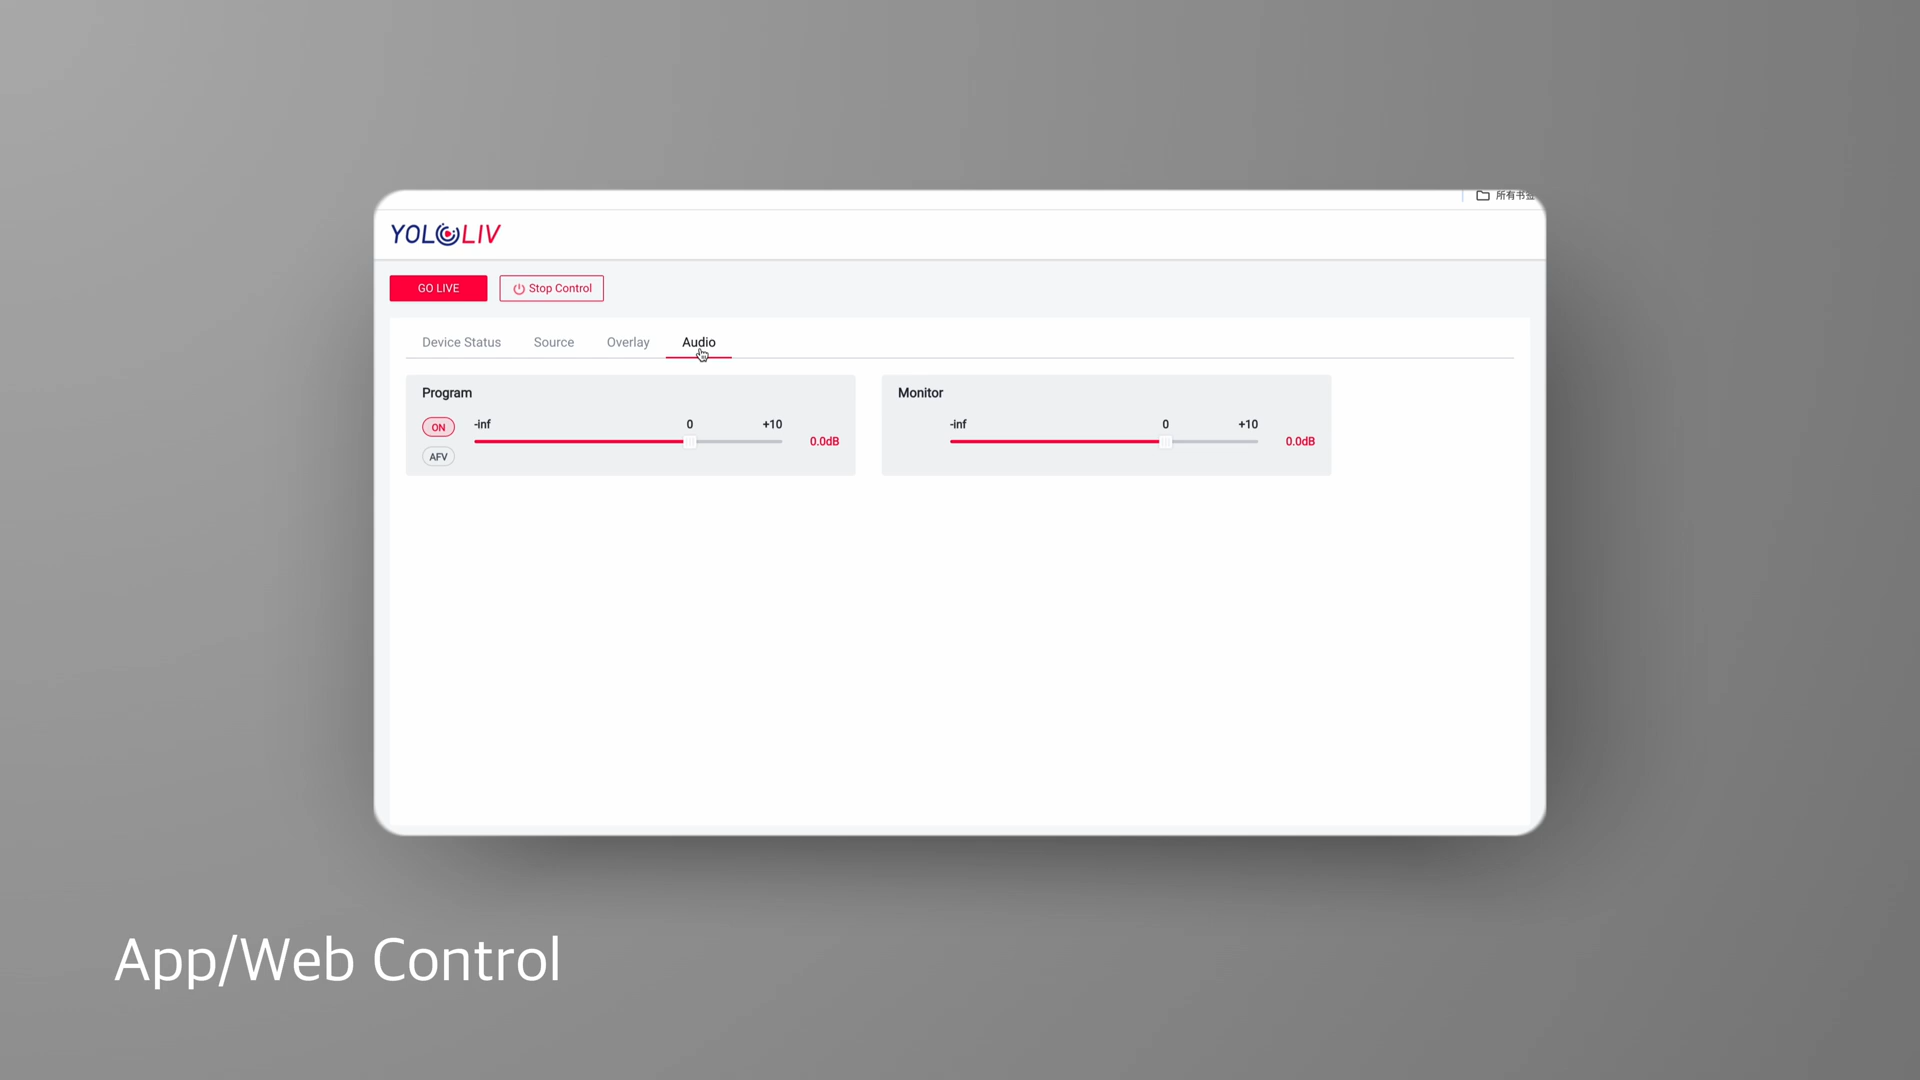 所有书签
YOLOLIV
GO LIVE
Stop Control
Device Status Source Overlay Audio
Program
ON -inf 0 +10 0.0dB
AFV
Monitor
-inf 0 +10 0.0dB
App/Web Control